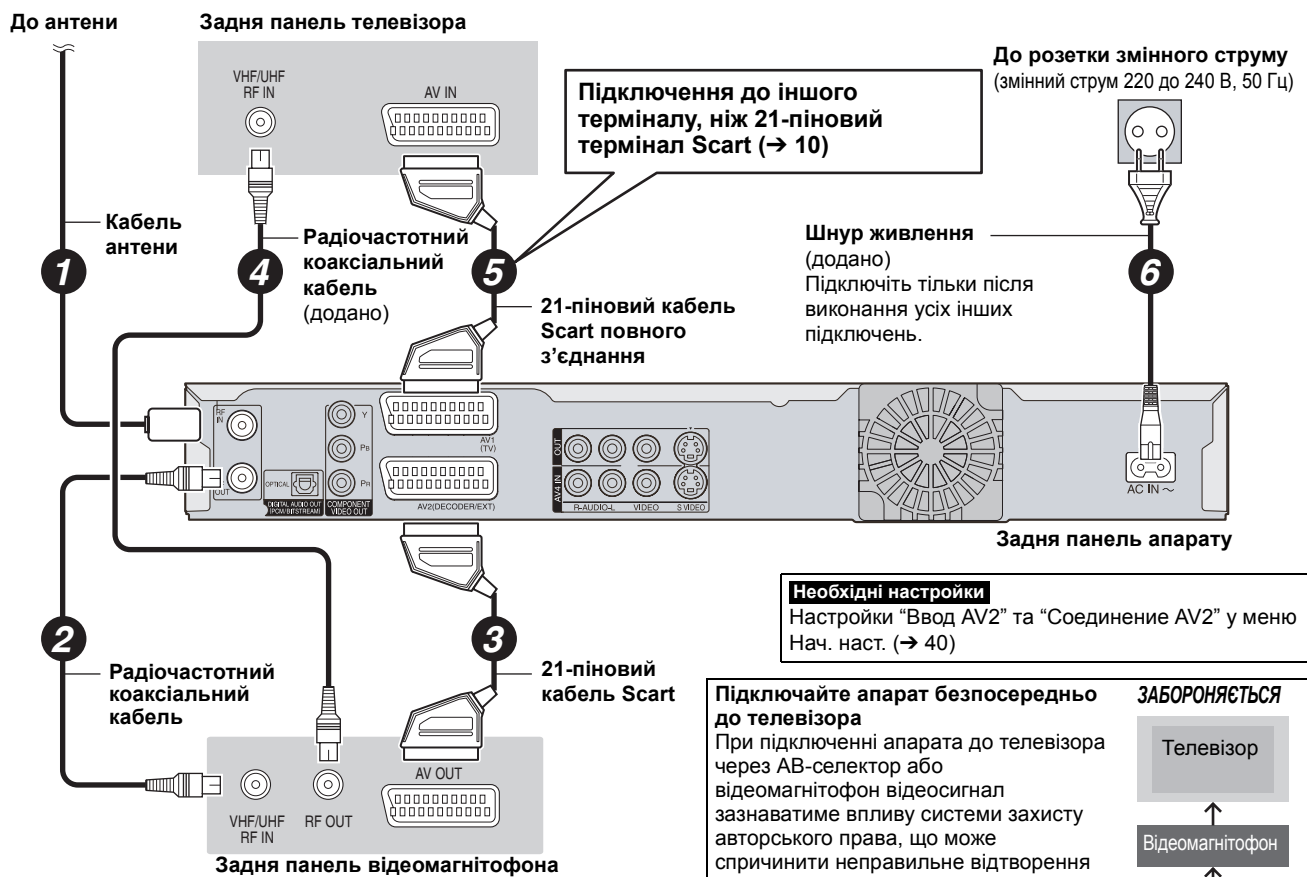 До антени
Задня панель телевізора
VHF/UHF
RF IN
AV IN
Підключення до іншого
терміналу, ніж 21-піновий
термінал Scart (➔ 10)
До розетки змінного струму
(змінний струм 220 до 240 В, 50 Гц)
Кабель
антени
1
4
Радіочастотний
коаксіальний
кабель
(додано)
5
21-піновий кабель
Scart повного
з’єднання
Шнур живлення
(додано)
Підключіть тільки після
виконання усіх інших
підключень.
6
RF
IN
OUT
OPTICAL
DIGITAL AUDIO OUT
(PCM/BITSTREAM)
Y
PB
PR
COMPONENT
VIDEO OUT
AV1
(TV)
AV2(DECODER/EXT)
OUT
AV4 IN
R-AUDIO-L
VIDEO
S VIDEO
AC IN ~
Задня панель апарату
Необхідні настройки
Настройки “Ввод AV2” та “Соединение AV2” у меню
Нач. наст. (➔ 40)
2
Радіочастотний
коаксіальний
кабель
3
21-піновий
кабель Scart
VHF/UHF
RF IN
RF OUT
AV OUT
Задня панель відеомагнітофона
Підключайте апарат безпосередньо
до телевізора
При підключенні апарата до телевізора
через АВ-селектор або
відеомагнітофон відеосигнал
зазнаватиме впливу системи захисту
авторського права, що може
спричинити неправильне відтворення
ЗАБОРОНЯЄТЬСЯ
Телевізор
Відеомагнітофон